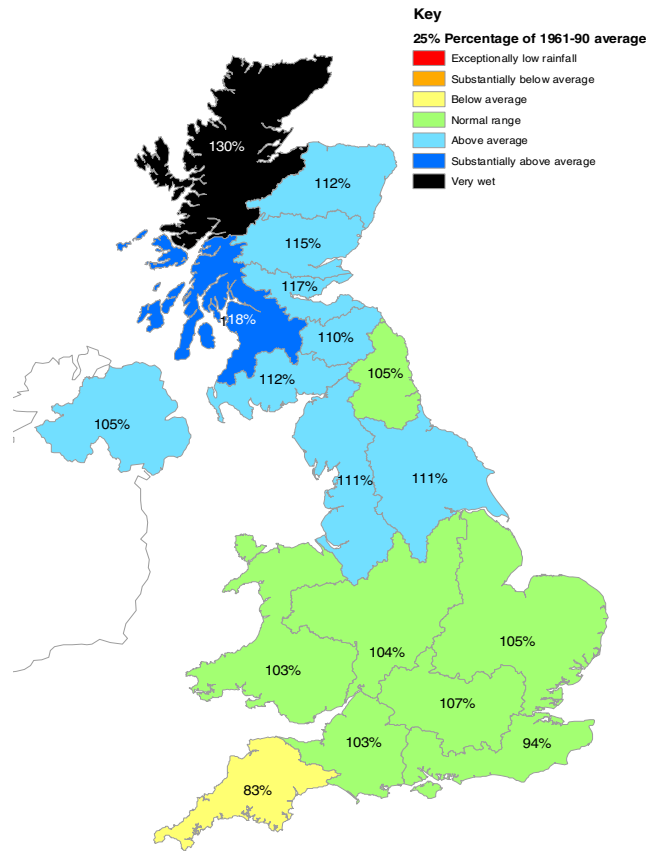 Key
25% Percentage of 1961-90 average
Exceptionally low rainfall
Substantially below average
Below average
Normal range
Above average
Substantially above average
Very wet
130%
112%
115%
117%
118%
110%
112%
105%
105%
111%
111%
105%
104%
103%
107%
103%
94%
83%